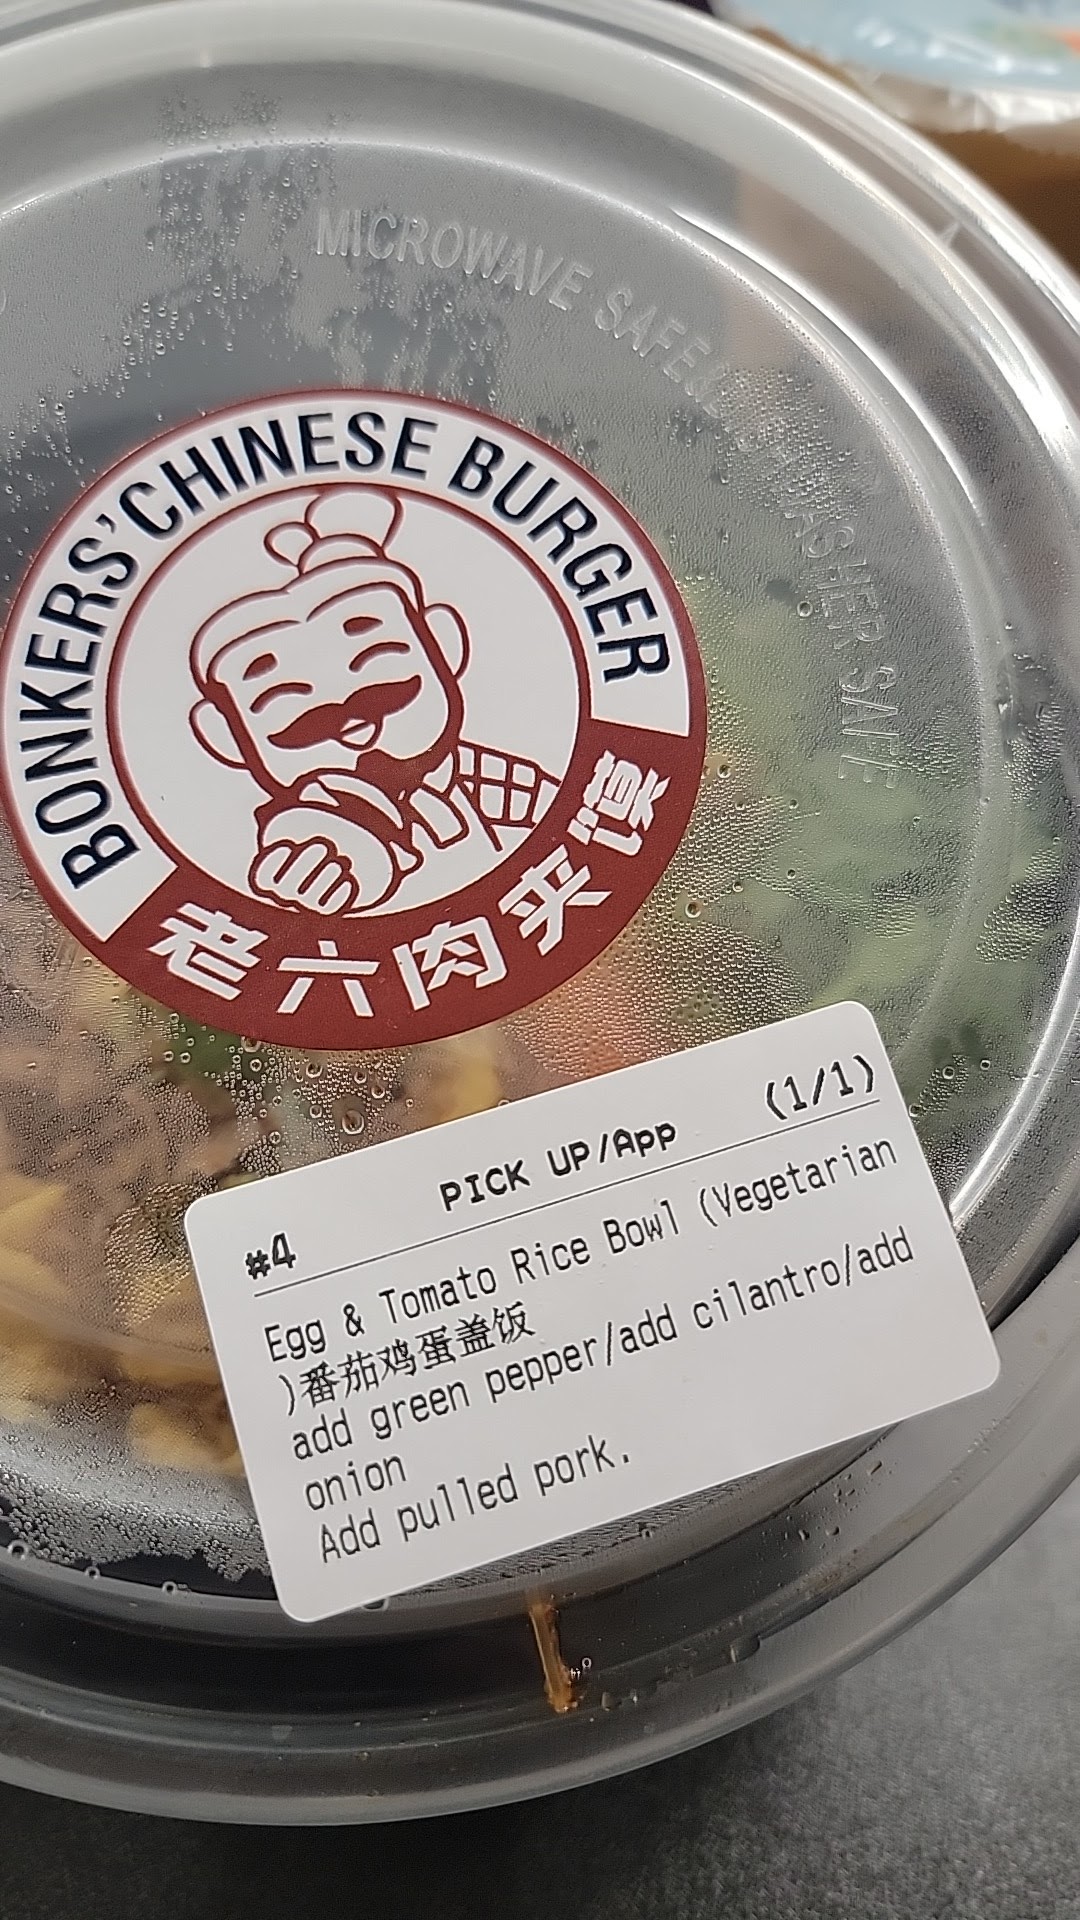 MICROWAVE SAFE& DISHWASHER SAFE
BONKERS' CHINESE BURGER
老六肉夹馍
PICK UP/App (1/1)
#4
Egg & Tomato Rice Bowl (Vegetarian
)番茄鸡蛋盖饭
add green pepper/add cilantro/add
onion
Add pulled pork.